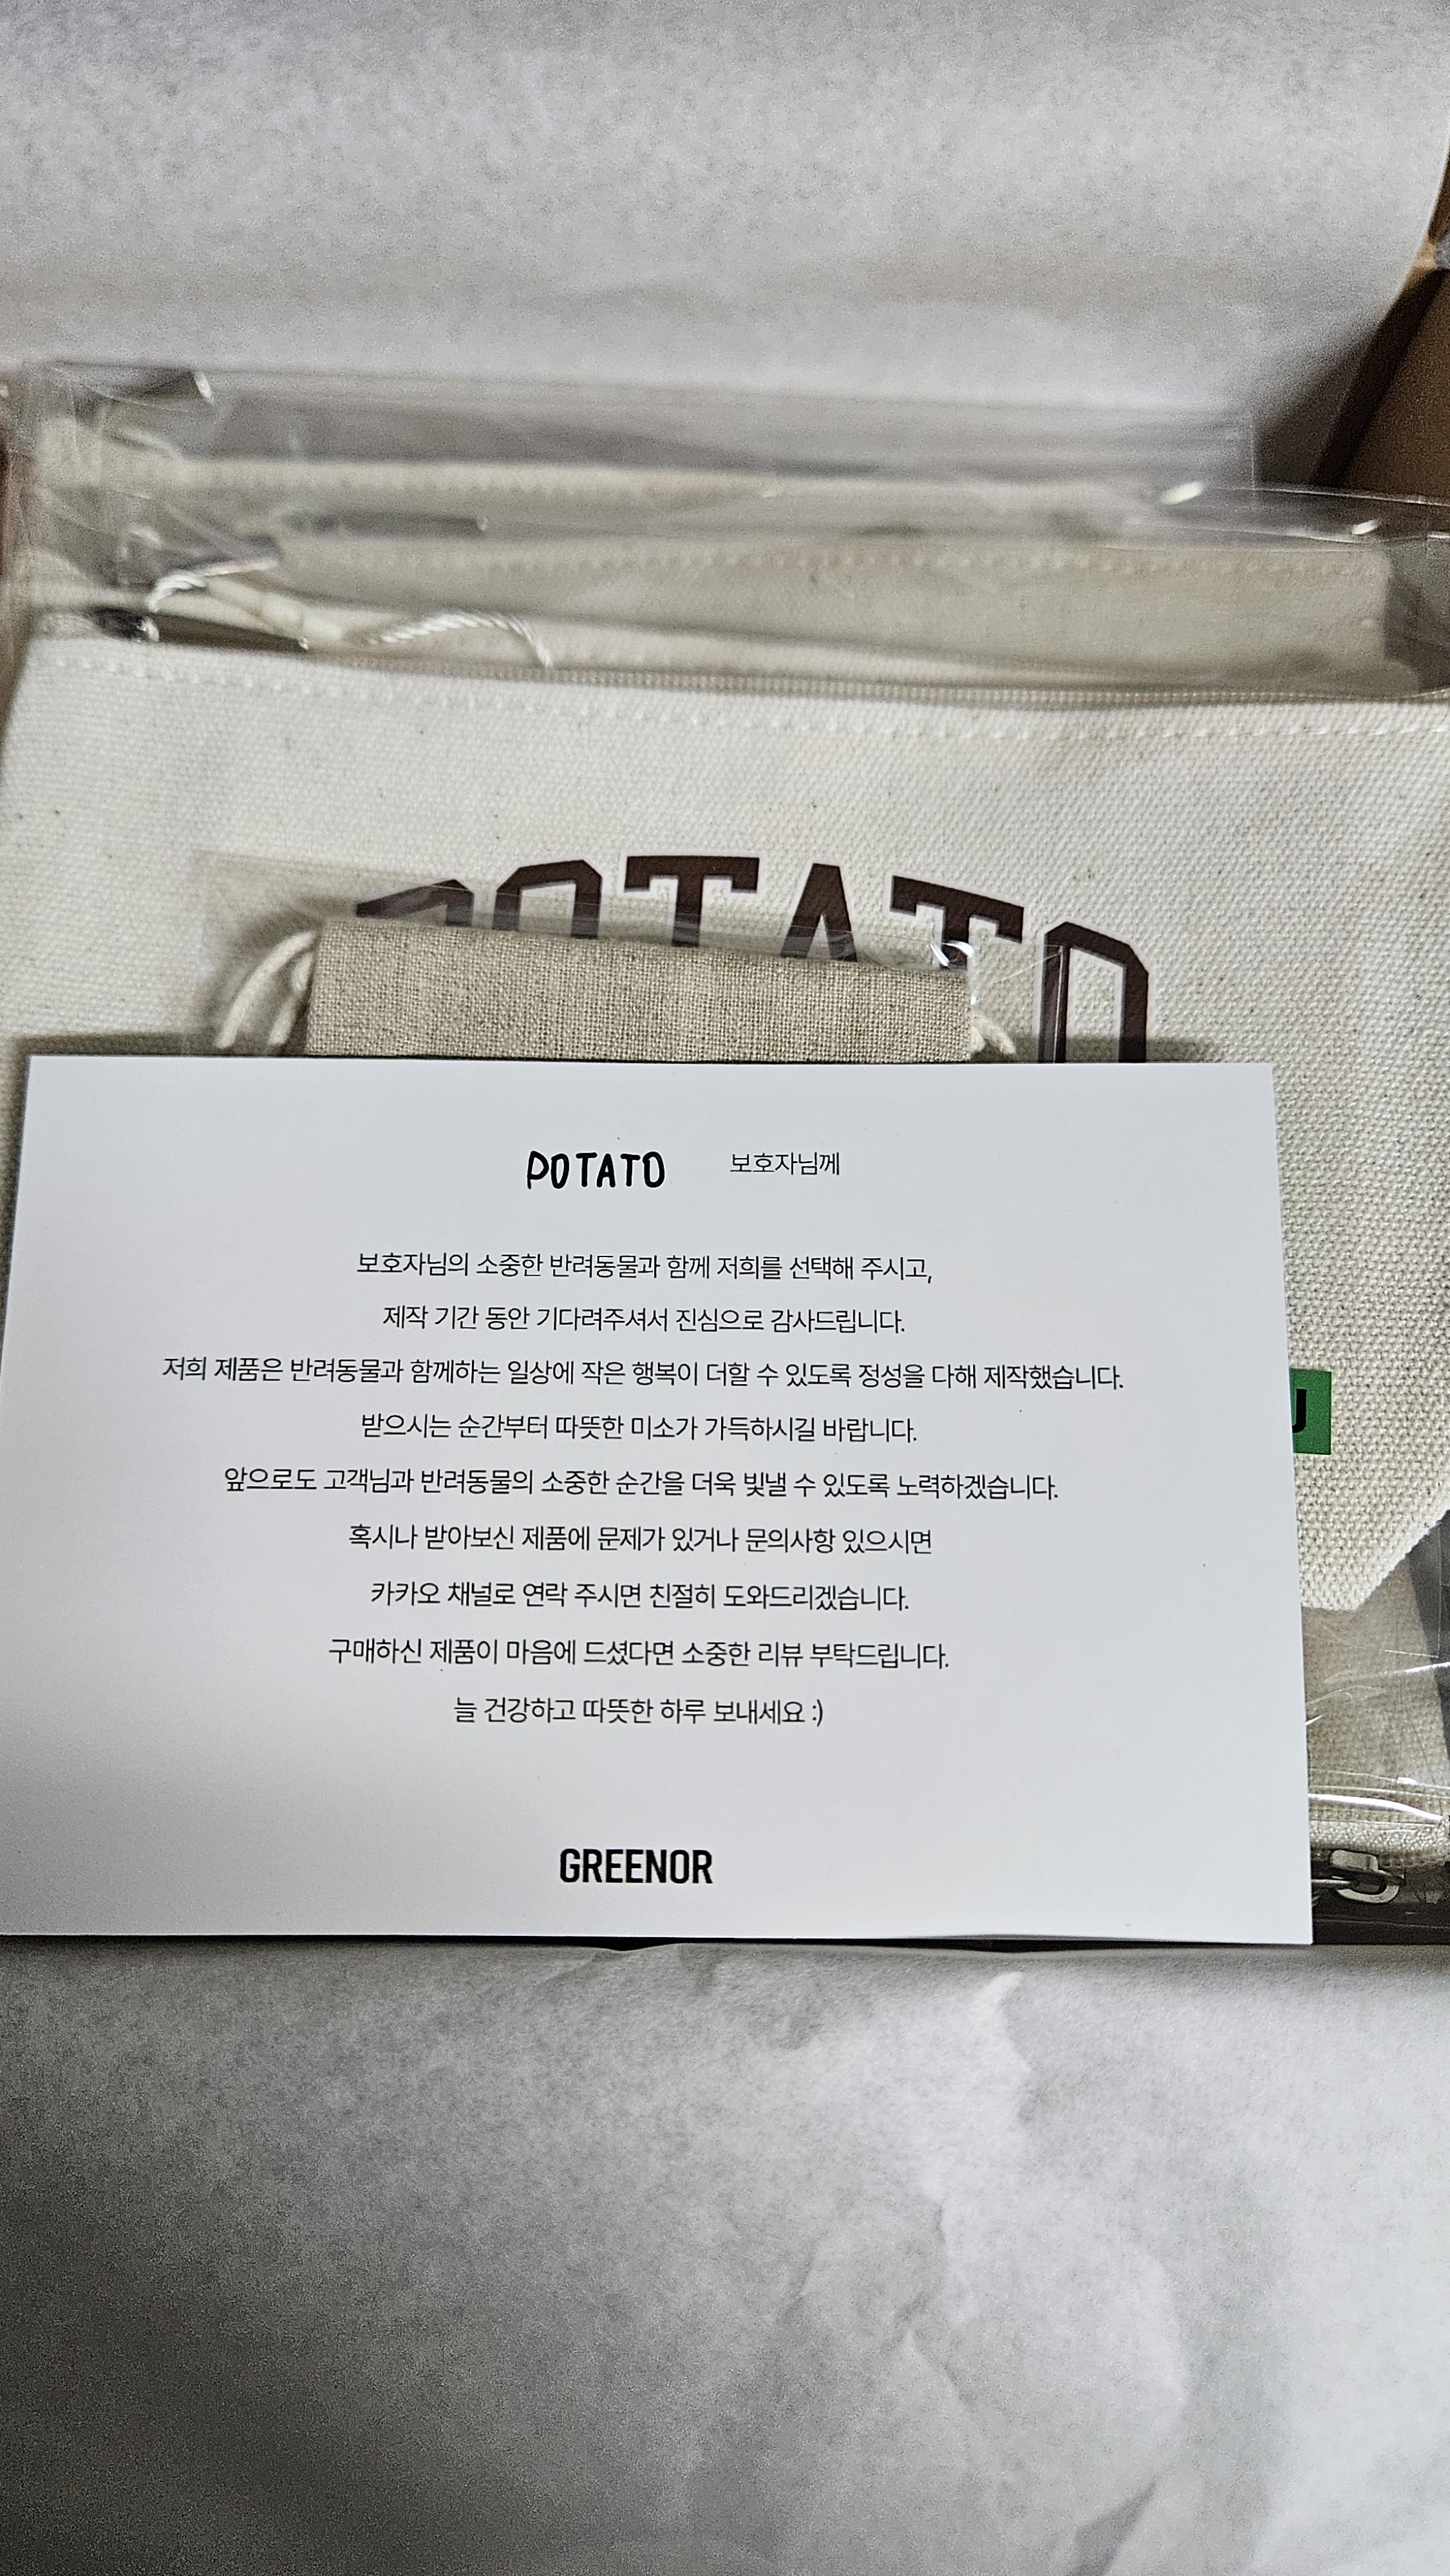 POTATO
POTATO 보호자님께
보호자님의 소중한 반려동물과 함께 저희를 선택해 주시고,
제작 기간 동안 기다려주셔서 진심으로 감사드립니다.
저희 제품은 반려동물과 함께하는 일상에 작은 행복이 더할 수 있도록 정성을 다해 제작했습니다.
받으시는 순간부터 따뜻한 미소가 가득하시길 바랍니다.
앞으로도 고객님과 반려동물의 소중한 순간을 더욱 빛낼 수 있도록 노력하겠습니다.
혹시나 받아보신 제품에 문제가 있거나 문의사항 있으시면
카카오 채널로 연락 주시면 친절히 도와드리겠습니다.
구매하신 제품이 마음에 드셨다면 소중한 리뷰 부탁드립니다.
늘 건강하고 따뜻한 하루 보내세요 :)
GREENOR